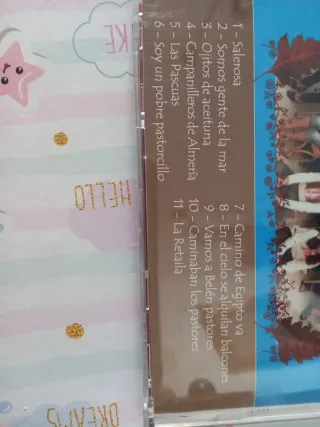 1 - Salerosa
2 - Somos gente de la mar
3 - Ojitos de aceituna
4 - Campanilleros de Almería
5 - Las Pascuas
6 - Soy un pobre pastorcillo
7 - Camino de Egipto va
8 - En el cielo se alquilan balcones
9 - Vamos a Belén pastores
10 - Caminaban los pastores
11 - La Retaila
KE
HELLO
DREAMS